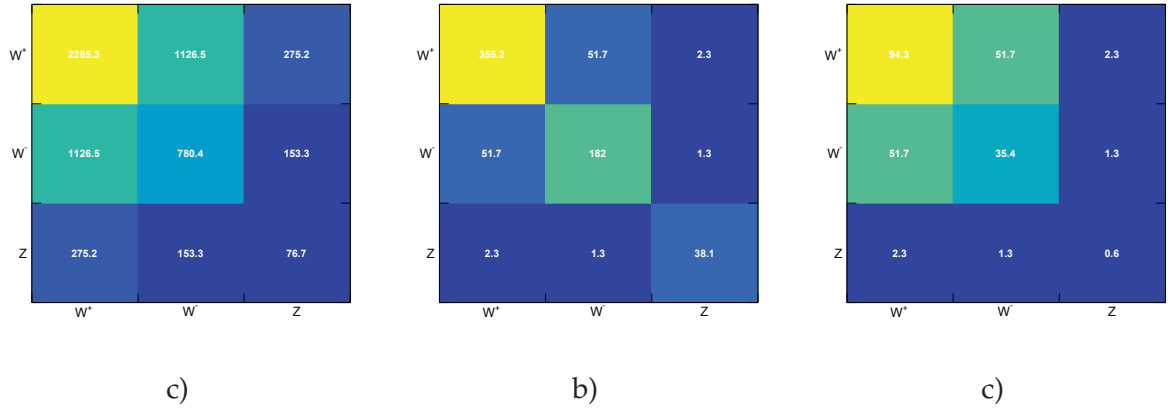 W⁺ 2285.3 1126.5 275.2
W⁻ 1126.5 780.4 153.3
Z 275.2 153.3 76.7
W⁺ W⁻ Z
c)
W⁺ 355.2 51.7 2.3
W⁻ 51.7 182 1.3
Z 2.3 1.3 38.1
W⁺ W⁻ Z
b)
W⁺ 94.3 51.7 2.3
W⁻ 51.7 35.4 1.3
Z 2.3 1.3 0.6
W⁺ W⁻ Z
c)